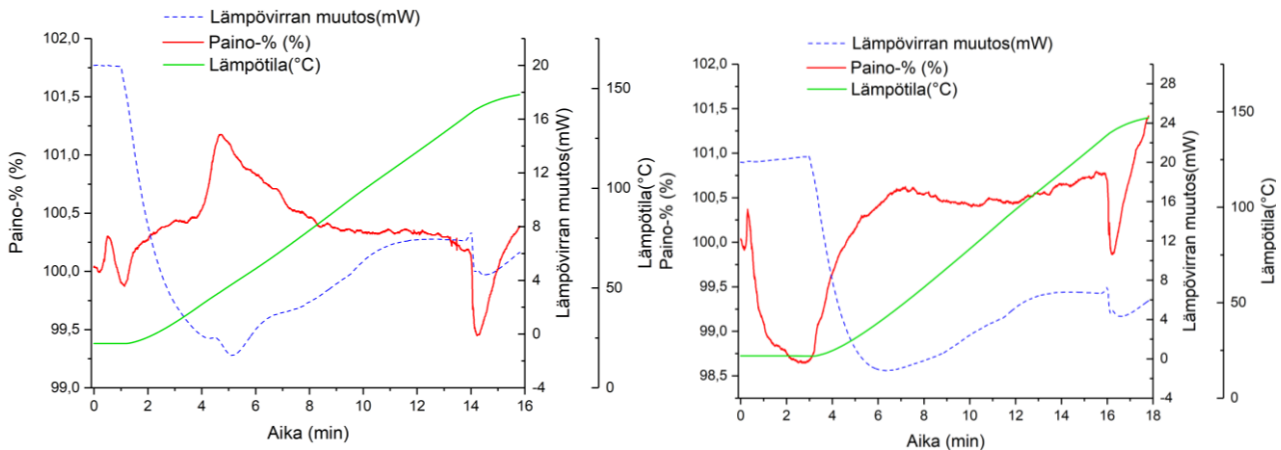 Lämpövirran muutos(mW)
Paino-% (%)
Lämpötila(°C)
102,0
101,5
101,0
100,5
100,0
99,5
99,0
Paino-% (%)
0 2 4 6 8 10 12 14 16
Aika (min)
20
16
12
8
4
0
-4
Lämpövirran muutos(mW)
150
100
50
0
Lämpötila(°C)
Lämpövirran muutos(mW)
Paino-% (%)
Lämpötila(°C)
102,0
101,5
101,0
100,5
100,0
99,5
99,0
98,5
Paino-% (%)
0 2 4 6 8 10 12 14 16 18
Aika (min)
28
24
20
16
12
8
4
0
-4
Lämpövirran muutos(mW)
150
100
50
0
Lämpötila(°C)